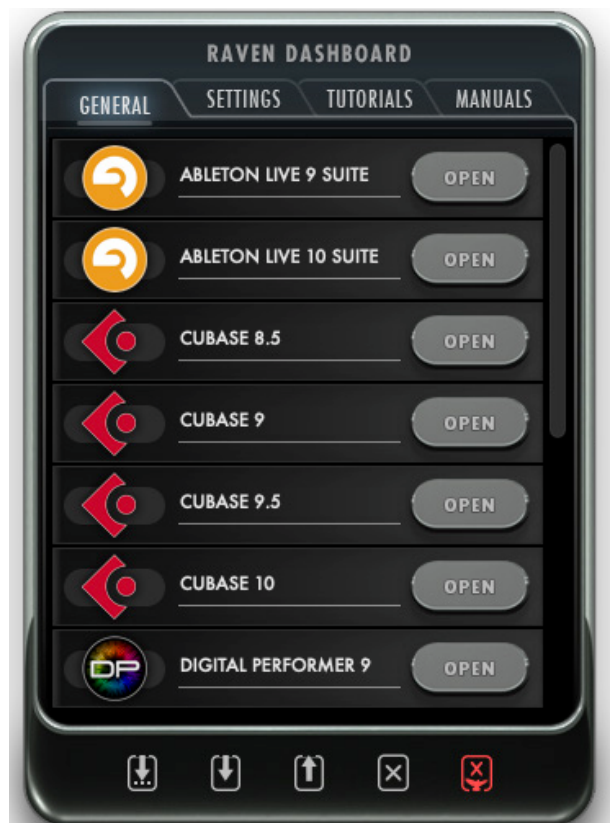 RAVEN DASHBOARD
GENERAL SETTINGS TUTORIALS MANUALS
ABLETON LIVE 9 SUITE OPEN
ABLETON LIVE 10 SUITE OPEN
CUBASE 8.5 OPEN
CUBASE 9 OPEN
CUBASE 9.5 OPEN
CUBASE 10 OPEN
DP DIGITAL PERFORMER 9 OPEN